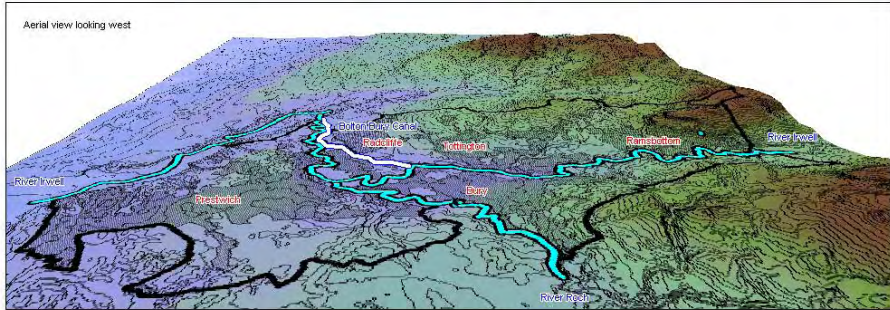 Aerial view looking west
Bolton Bury Canal
Radcliffe
Tottington
Ramsbottom
River Irwell
River Irwell
Prestwich
Bury
River Roch